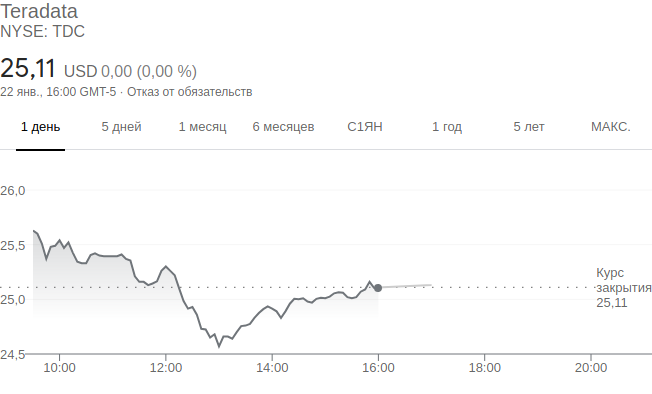 Teradata
NYSE: TDC
25,11 USD 0,00 (0,00 %)
22 янв., 16:00 GMT-5 · Отказ от обязательств
1 день 5 дней 1 месяц 6 месяцев С1ЯН 1 год 5 лет МАКС.
26,0
25,5
Курс
закрытия
25,0
25,11
24,5
10:00 12:00 14:00 16:00 18:00 20:00